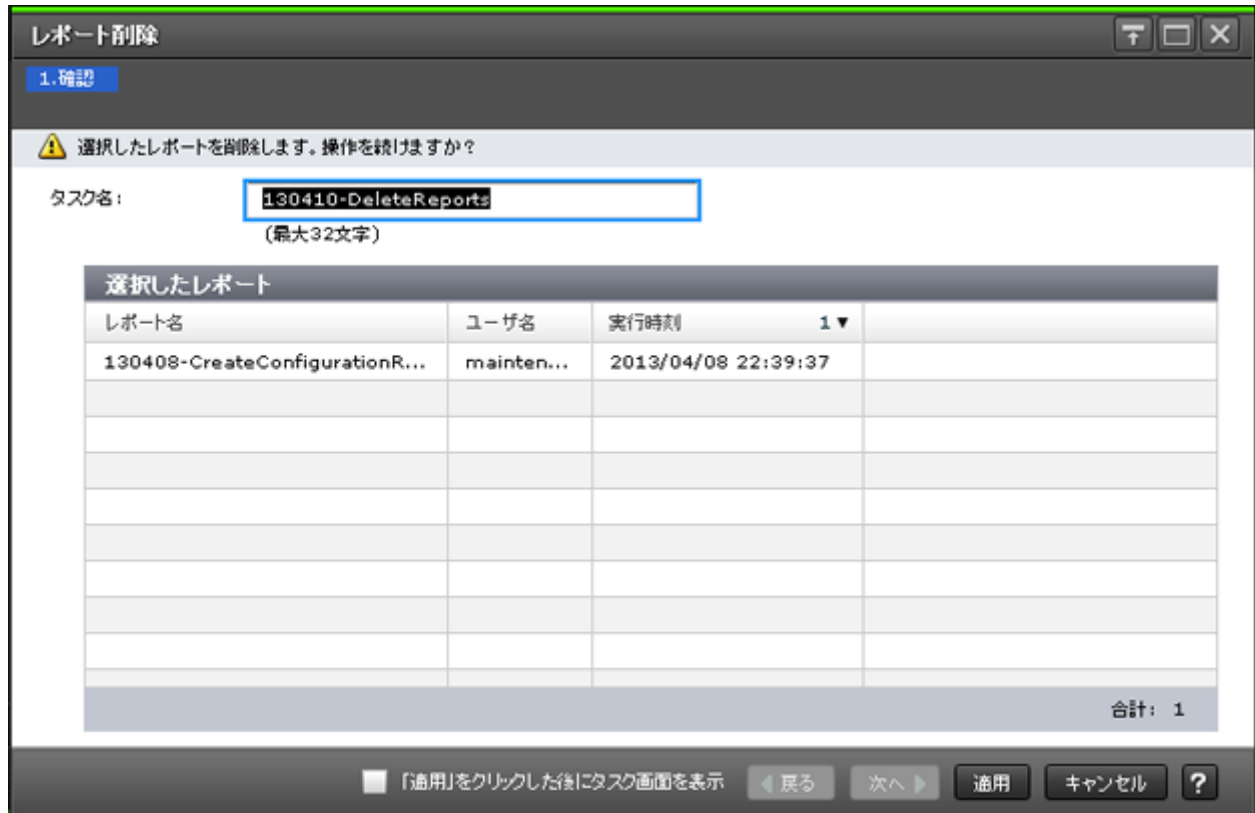 レポート削除
1.確認
選択したレポートを削除します。操作を続けますか？
タスク名： 130410-DeleteReports
(最大32文字)
選択したレポート
レポート名 ユーザ名 実行時刻 1▼
130408-CreateConfigurationR... mainten... 2013/04/08 22:39:37
合計： 1
「適用」をクリックした後にタスク画面を表示 ◀戻る 次へ▶ 適用 キャンセル ?